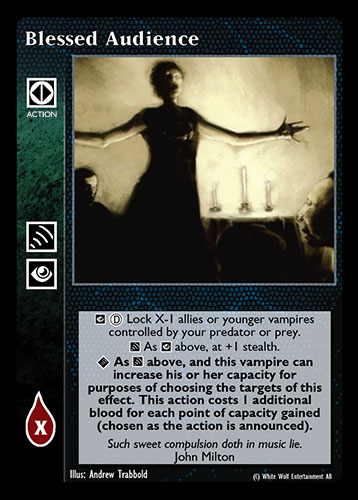 Blessed Audience
ACTION
D Lock X-1 allies or younger vampires
controlled by your predator or prey.
As above, at +1 stealth.
As above, and this vampire can
increase his or her capacity for
purposes of choosing the targets of this
effect. This action costs 1 additional
blood for each point of capacity gained
(chosen as the action is announced).
Such sweet compulsion doth in music lie.
John Milton
X
Illus: Andrew Trabbold
(C) White Wolf Entertainment AB